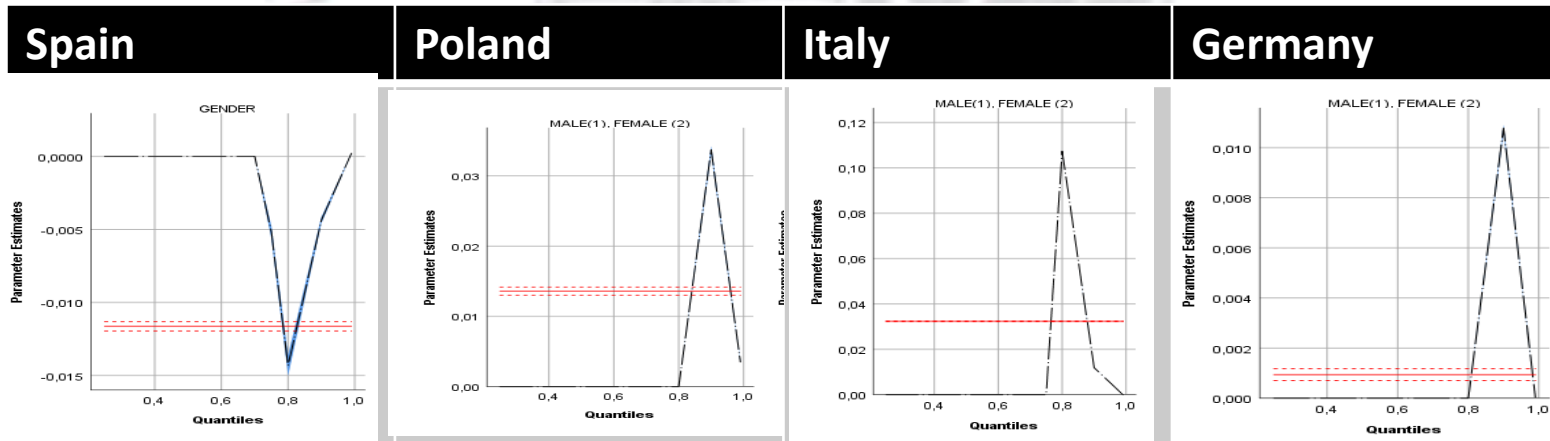 Spain
Poland
Italy
Germany
GENDER
Parameter Estimates
0,0000
-0,005
-0,010
-0,015
0,4 0,6 0,8 1,0
Quantiles
MALE(1), FEMALE (2)
Parameter Estimates
0,03
0,02
0,01
0,00
0,4 0,6 0,8 1,0
Quantiles
Parameter Estimates
MALE(1), FEMALE (2)
Parameter Estimates
0,12
0,10
0,08
0,06
0,04
0,02
0,00
0,4 0,6 0,8 1,0
Quantiles
MALE(1), FEMALE (2)
Parameter Estimates
0,010
0,008
0,006
0,004
0,002
0,000
0,4 0,6 0,8 1,0
Quantiles